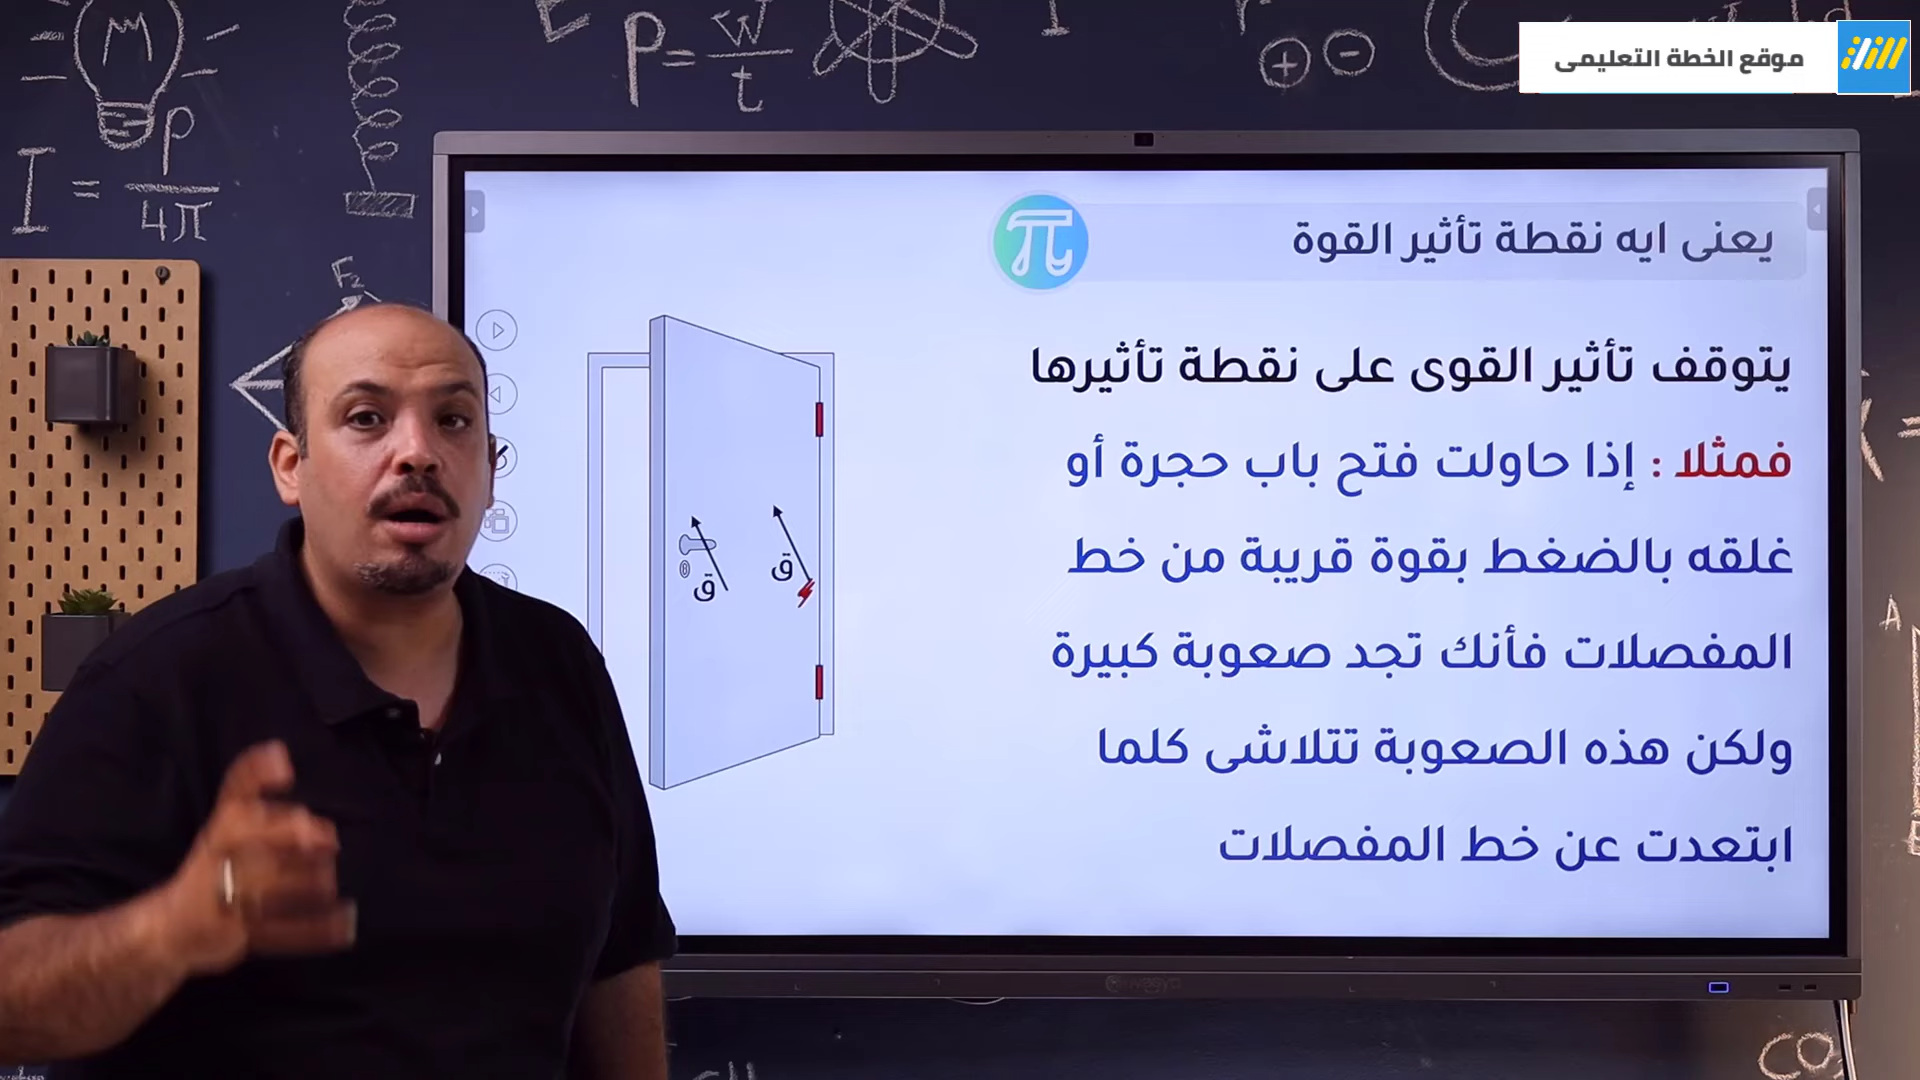 موقع الخطة التعليمى
P = W / t
I
I = P / 4π
F₂
يعنى ايه نقطة تأثير القوة
يتوقف تأثير القوى على نقطة تأثيرها
فمثلا : إذا حاولت فتح باب حجرة أو
غلقه بالضغط بقوة قريبة من خط
المفصلات فأنك تجد صعوبة كبيرة
ولكن هذه الصعوبة تتلاشى كلما
ابتعدت عن خط المفصلات
ق
ق
A